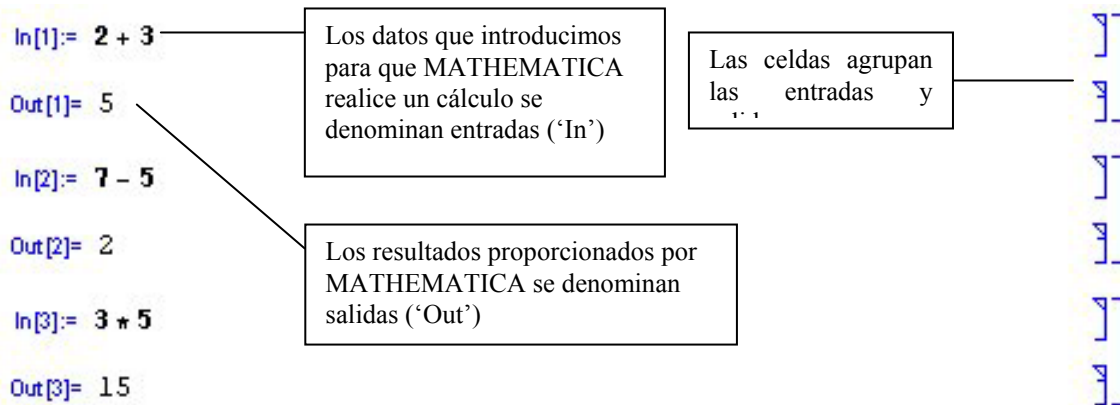 In[1]:= 2 + 3
Los datos que introducimos
para que MATHEMATICA
realice un cálculo se
denominan entradas (‘In’)
Las celdas agrupan
las entradas y
Out[1]= 5
In[2]:= 7 - 5
Out[2]= 2
Los resultados proporcionados por
MATHEMATICA se denominan
salidas (‘Out’)
In[3]:= 3 * 5
Out[3]= 15